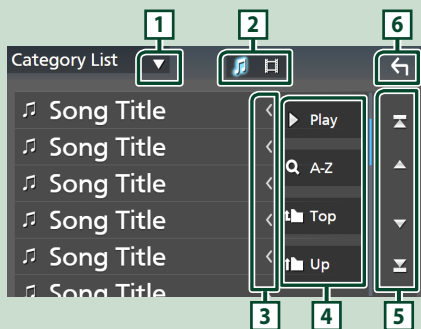 1 2 6
Category List
Song Title
Song Title
Song Title
Song Title
Song Title
Song Title
Play
A-Z
Top
Up
3 4 5